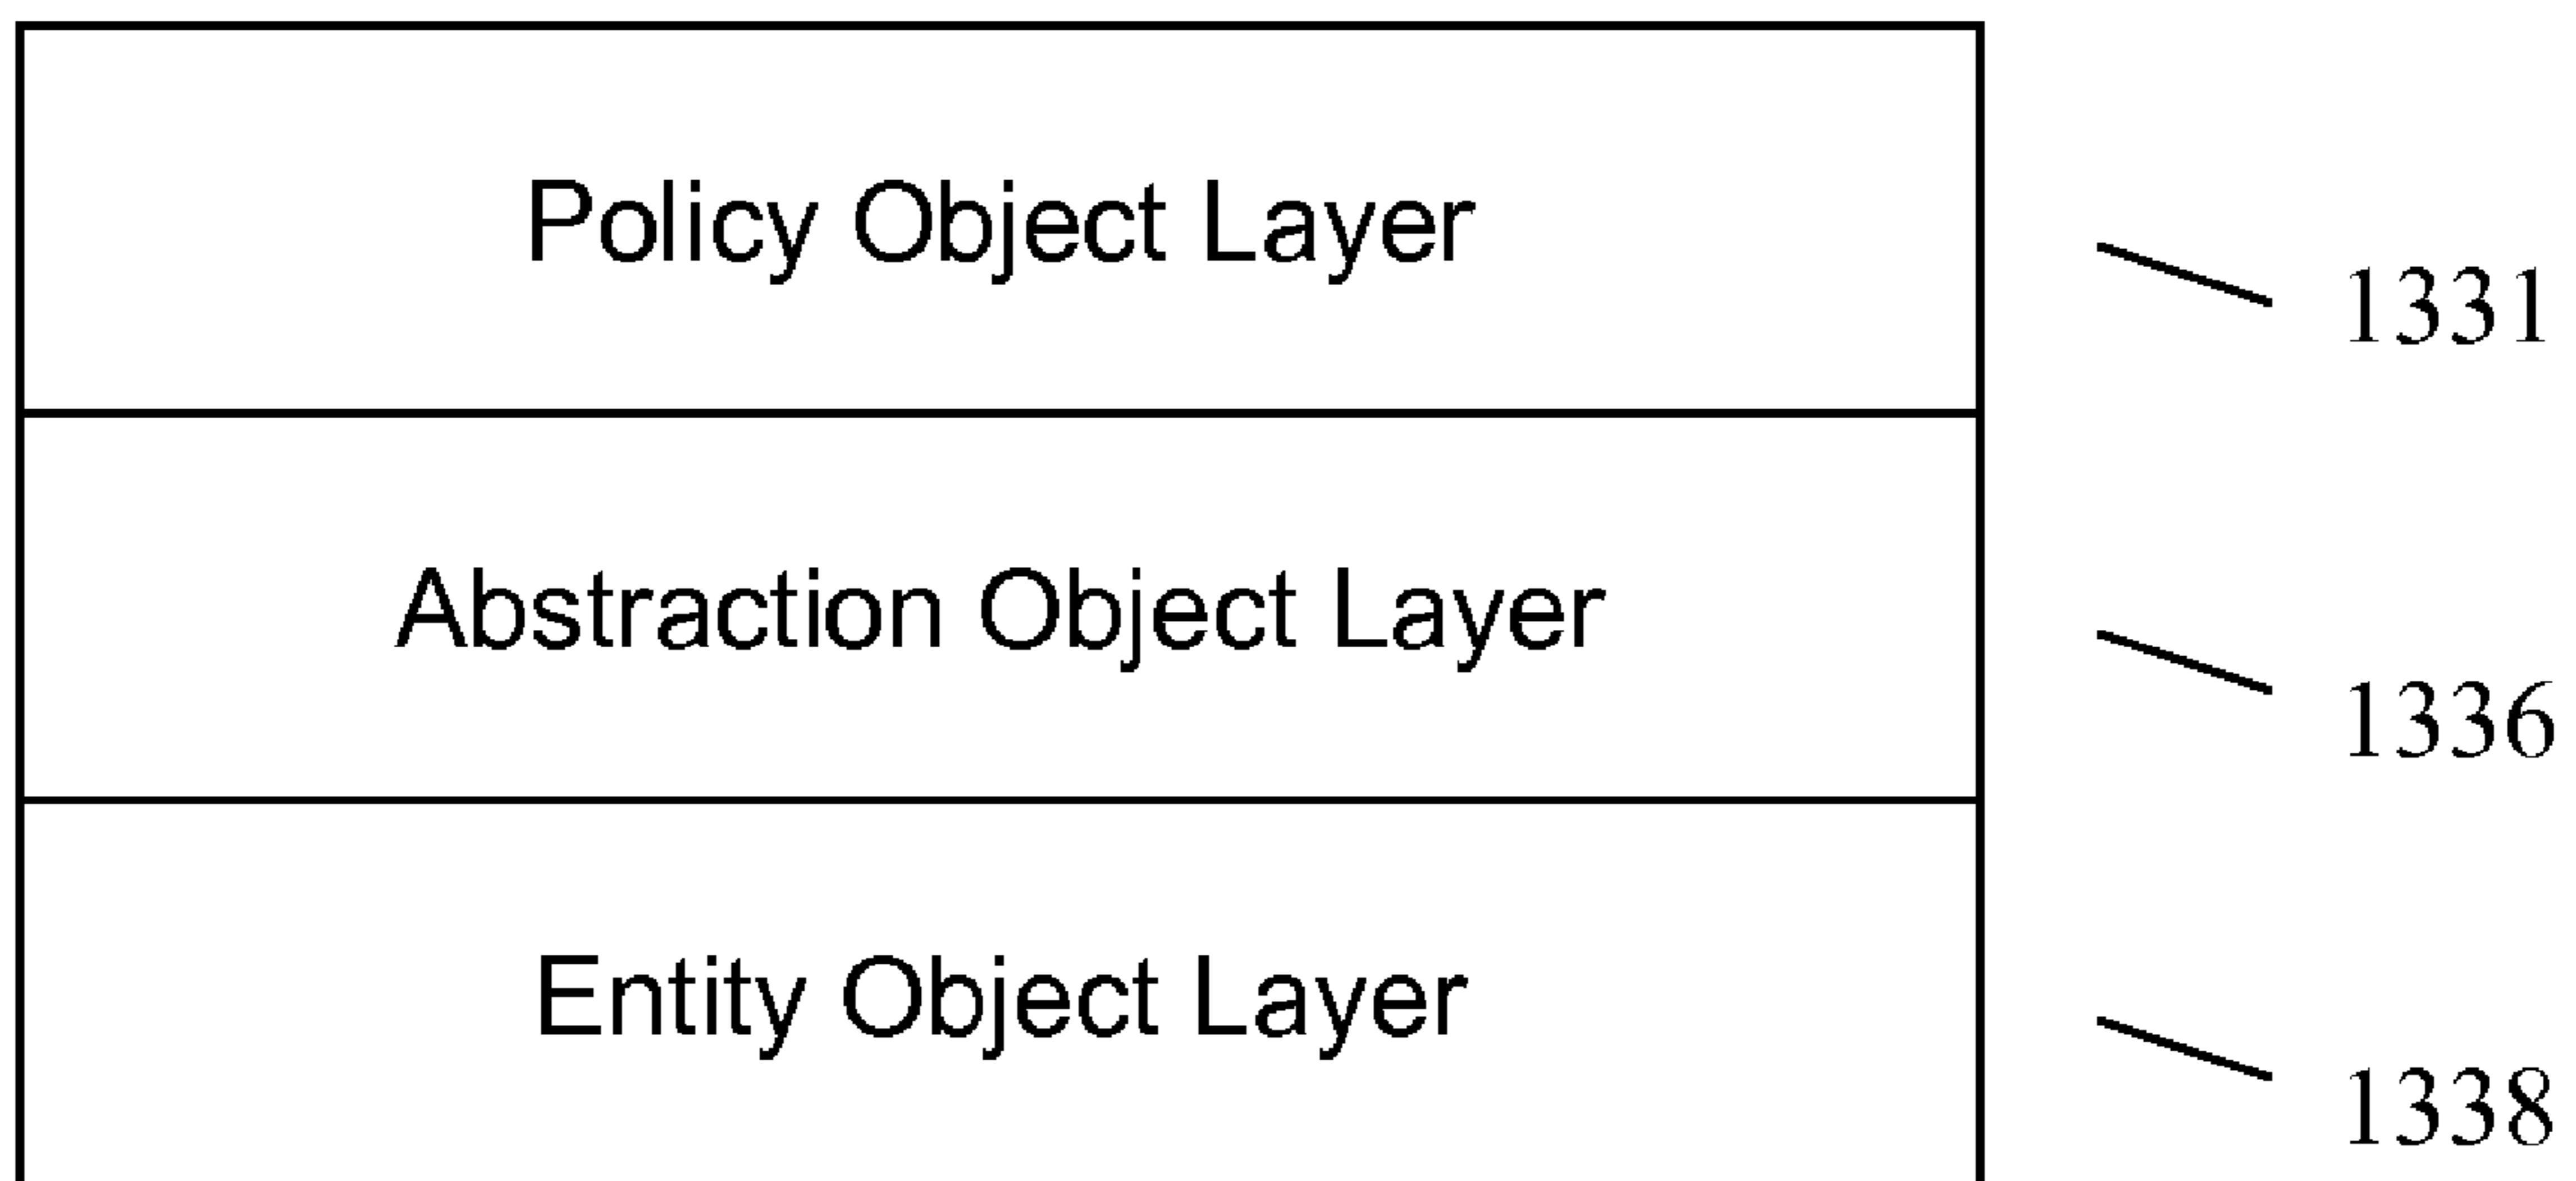 Policy Object Layer
1331
Abstraction Object Layer
1336
Entity Object Layer
1338